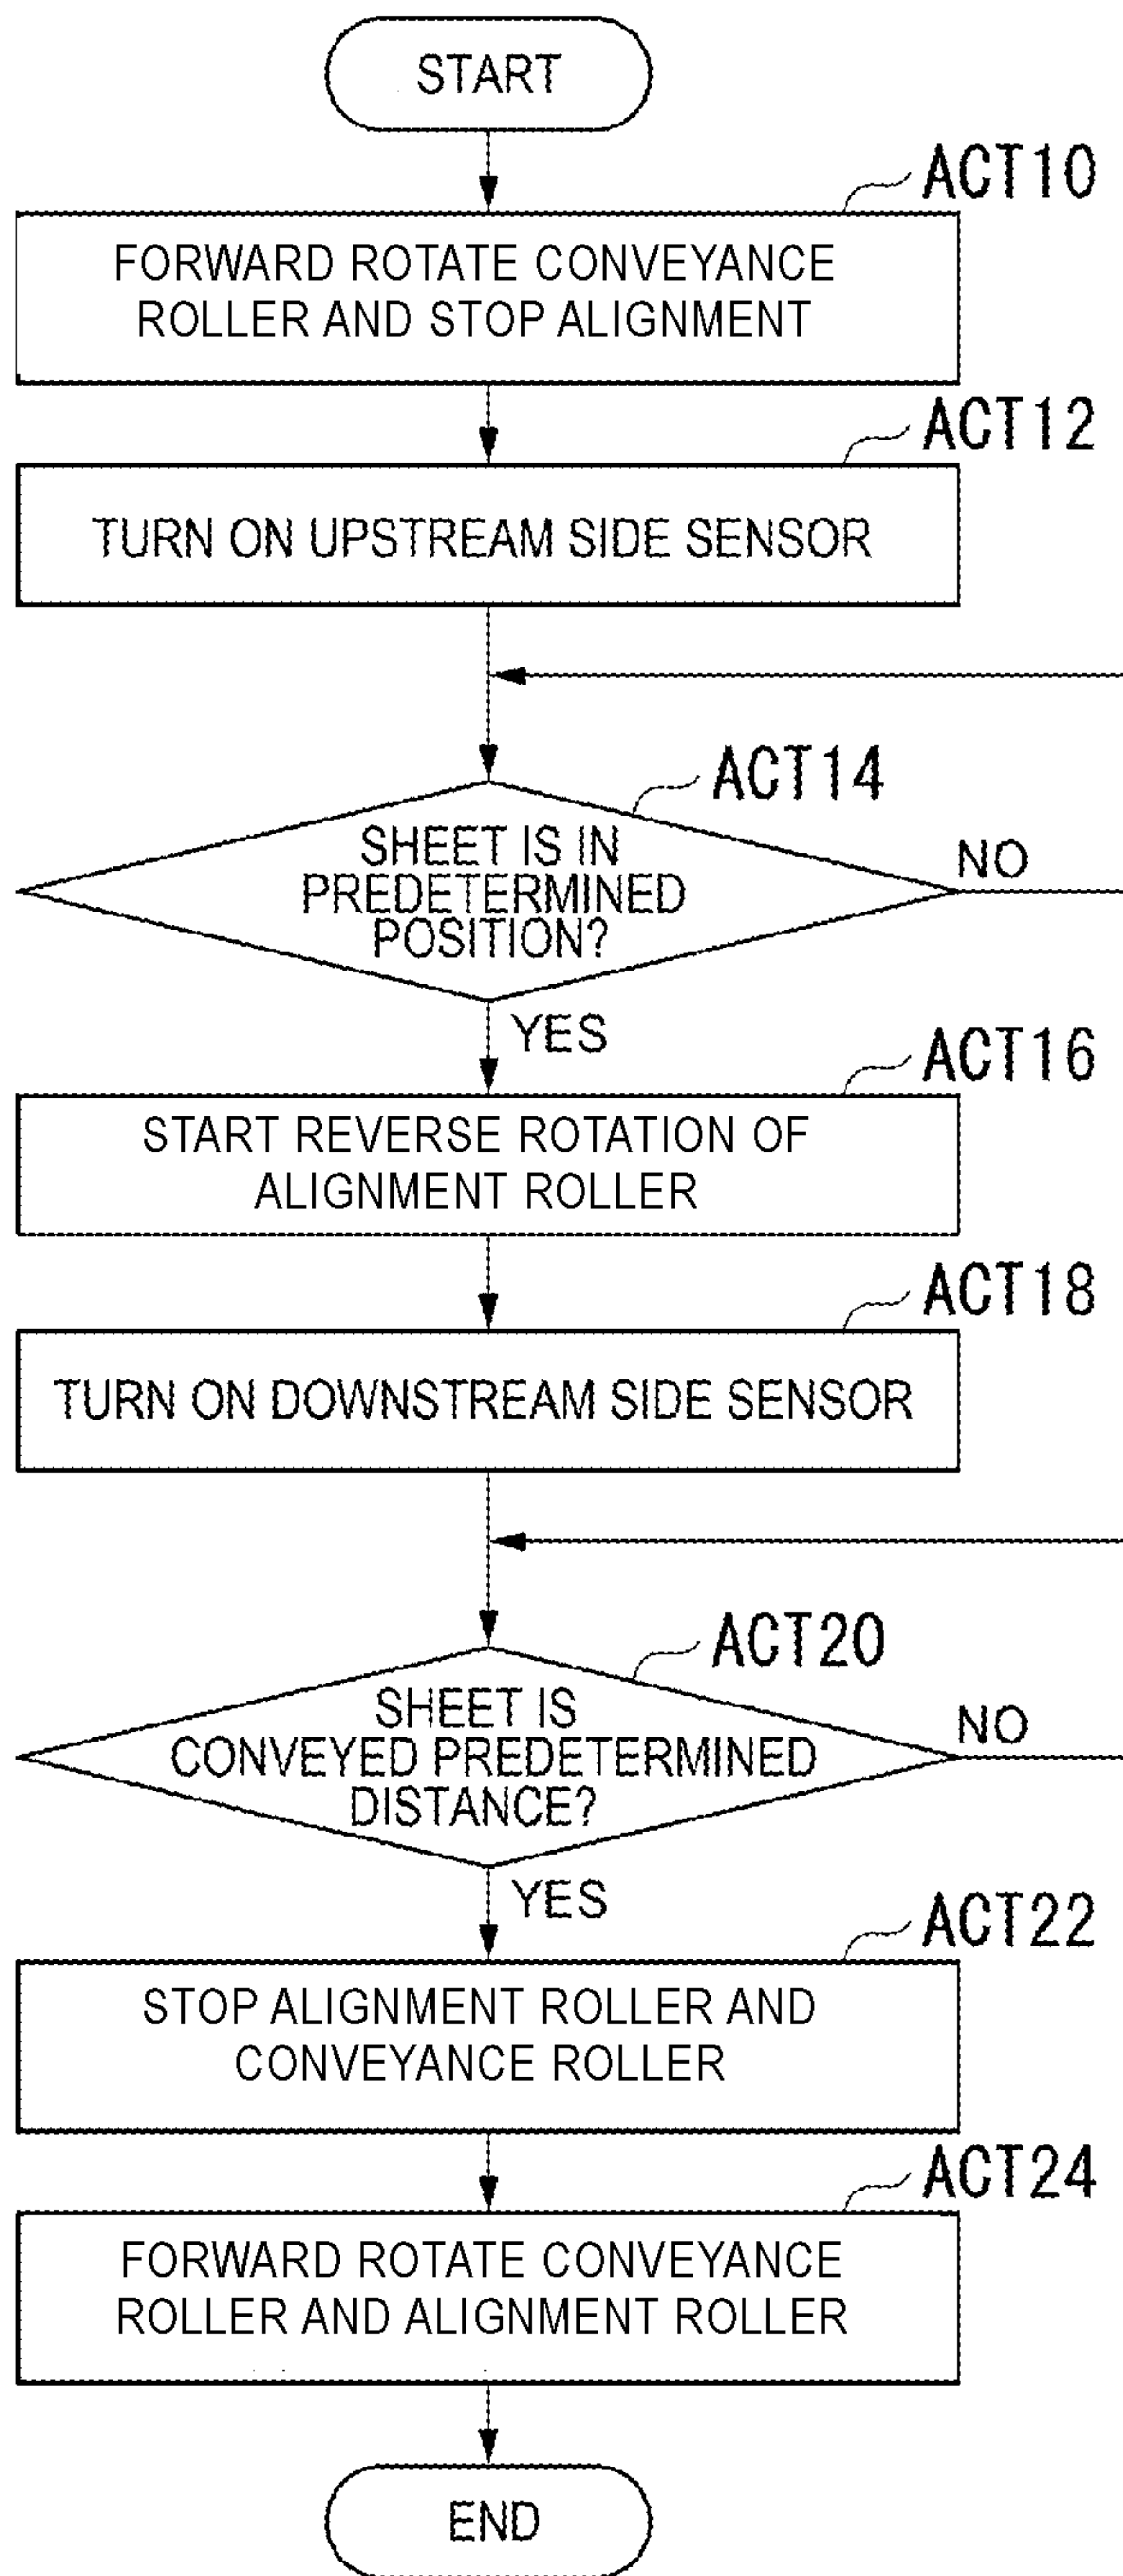 START
ACT10
FORWARD ROTATE CONVEYANCE
ROLLER AND STOP ALIGNMENT
ACT12
TURN ON UPSTREAM SIDE SENSOR
ACT14
SHEET IS IN
PREDETERMINED
POSITION?
NO
YES
ACT16
START REVERSE ROTATION OF
ALIGNMENT ROLLER
ACT18
TURN ON DOWNSTREAM SIDE SENSOR
ACT20
SHEET IS
CONVEYED PREDETERMINED
DISTANCE?
NO
YES
ACT22
STOP ALIGNMENT ROLLER AND
CONVEYANCE ROLLER
ACT24
FORWARD ROTATE CONVEYANCE
ROLLER AND ALIGNMENT ROLLER
END